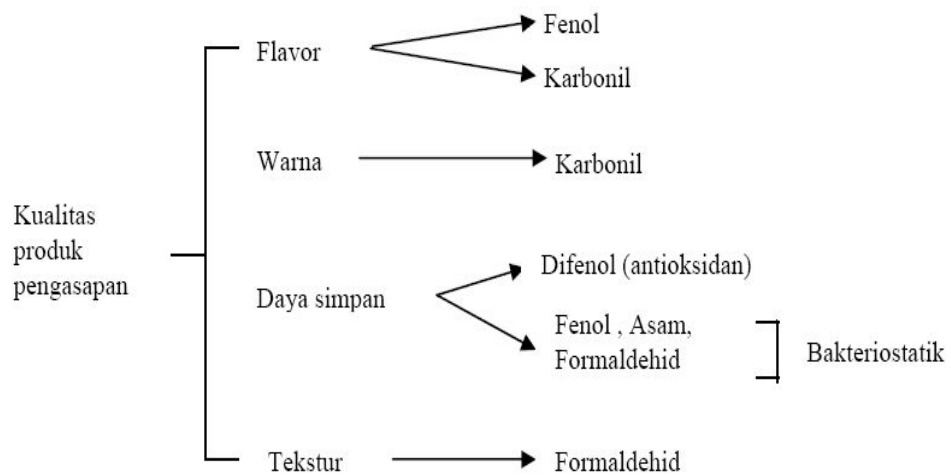 Kualitas
produk
pengasapan
Flavor
Fenol
Karbonil
Warna
Karbonil
Daya simpan
Difenol (antioksidan)
Fenol , Asam,
Formaldehid
Bakteriostatik
Tekstur
Formaldehid